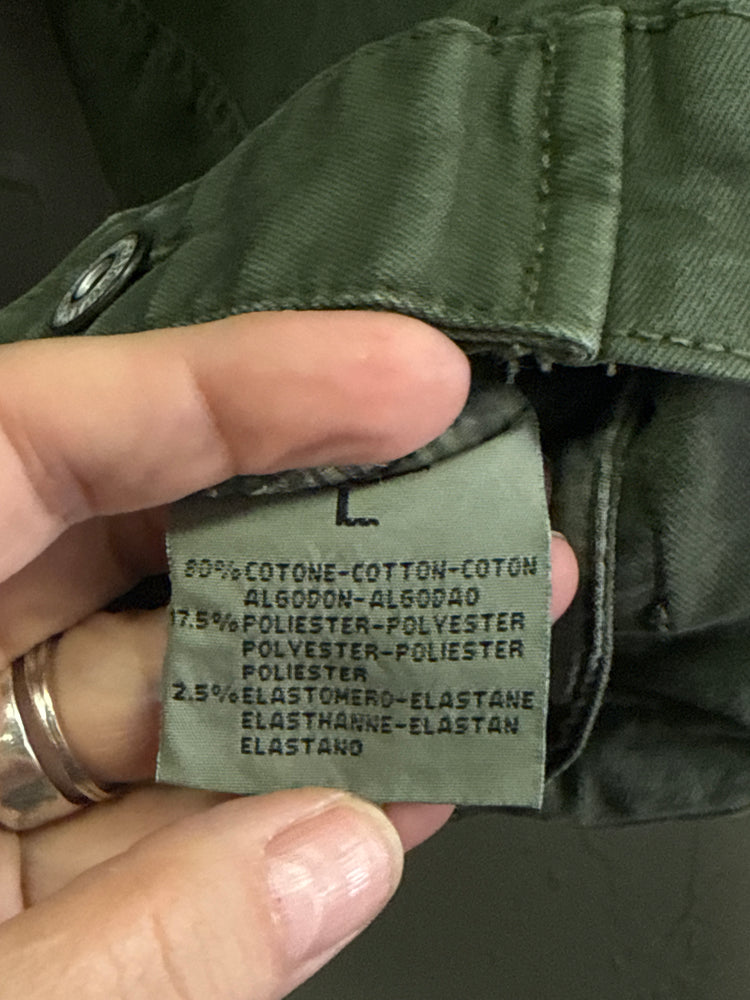 L
80% COTONE-COTTON-COTON
ALGODON-ALGODAO
17.5% POLIESTER-POLYESTER
POLYESTER-POLIESTER
POLIESTER
2.5% ELASTOMERO-ELASTANE
ELASTHANNE-ELASTAN
ELASTANO